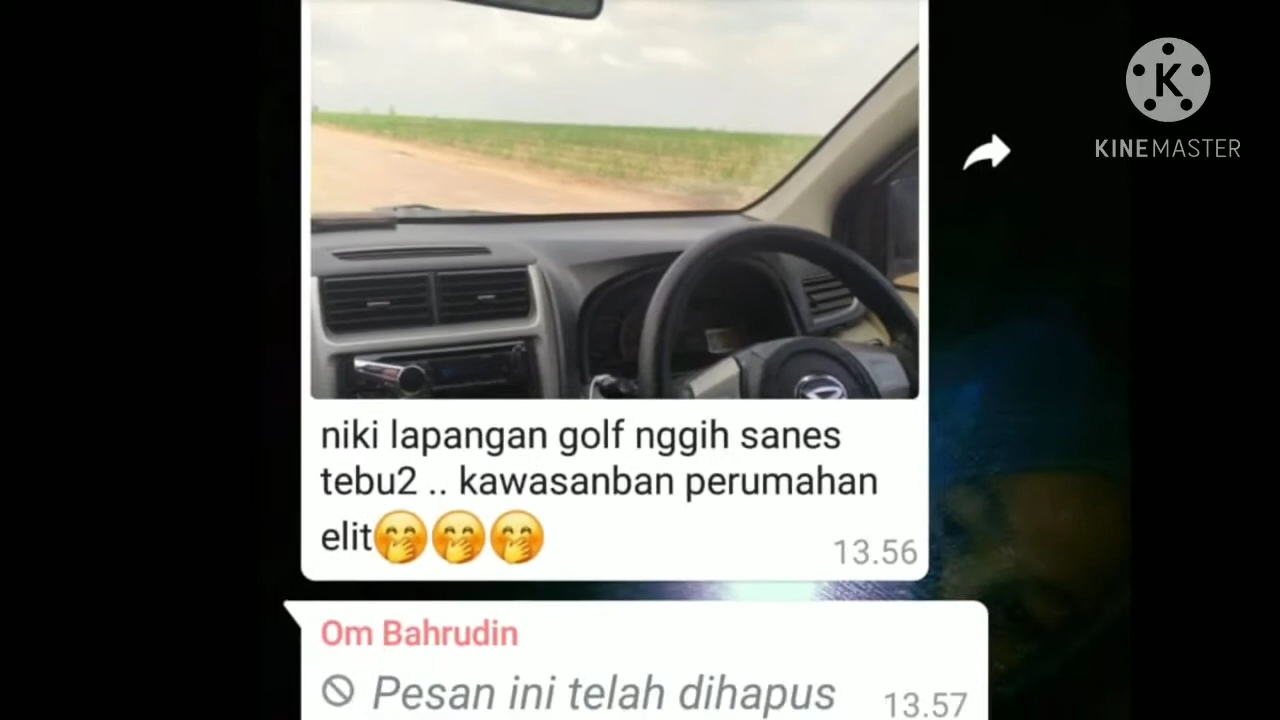 K
KINEMASTER
niki lapangan golf nggih sanes
tebu2 .. kawasanban perumahan
elit🤭🤭🤭
13.56
Om Bahrudin
Pesan ini telah dihapus
13.57